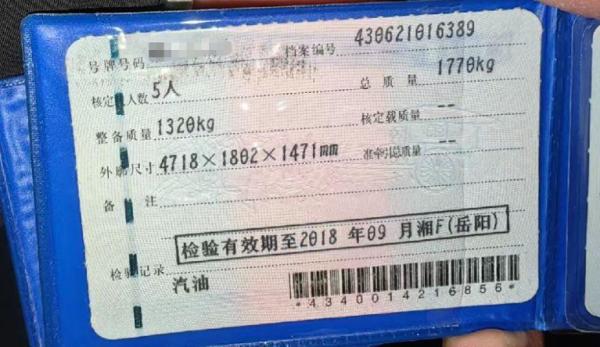 号牌号码 档案编号 430621016389
核定载人数 5人 总质量 1770kg
整备质量 1320kg 核定载质量 --
外廓尺寸 4718×1802×1471mm 准牵引总质量 --
备注
检验有效期至2018年09月湘F(岳阳)
检验记录
汽油
*4340014216856*